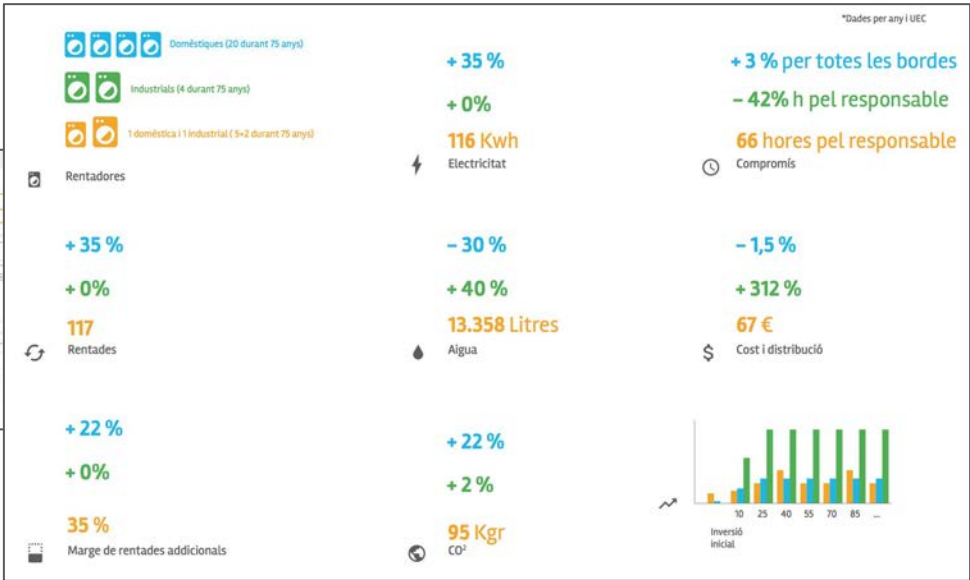 *Dades per any i UEC
Domèstiques (20 durant 75 anys)
Industrials (4 durant 75 anys)
1 domèstica i 1 industrial ( 5+2 durant 75 anys)
Rentadores
+ 35 %
+ 0%
116 Kwh
Electricitat
+ 3 % per totes les bordes
– 42% h pel responsable
66 hores pel responsable
Compromís
+ 35 %
+ 0%
117
Rentades
– 30 %
+ 40 %
13.358 Litres
Aigua
– 1,5%
+ 312 %
67 €
Cost i distribució
+ 22 %
+ 0%
35 %
Marge de rentades addicionals
+ 22 %
+ 2 %
95 Kgr
CO²
10 25 40 55 70 85 ...
Inversió
inicial